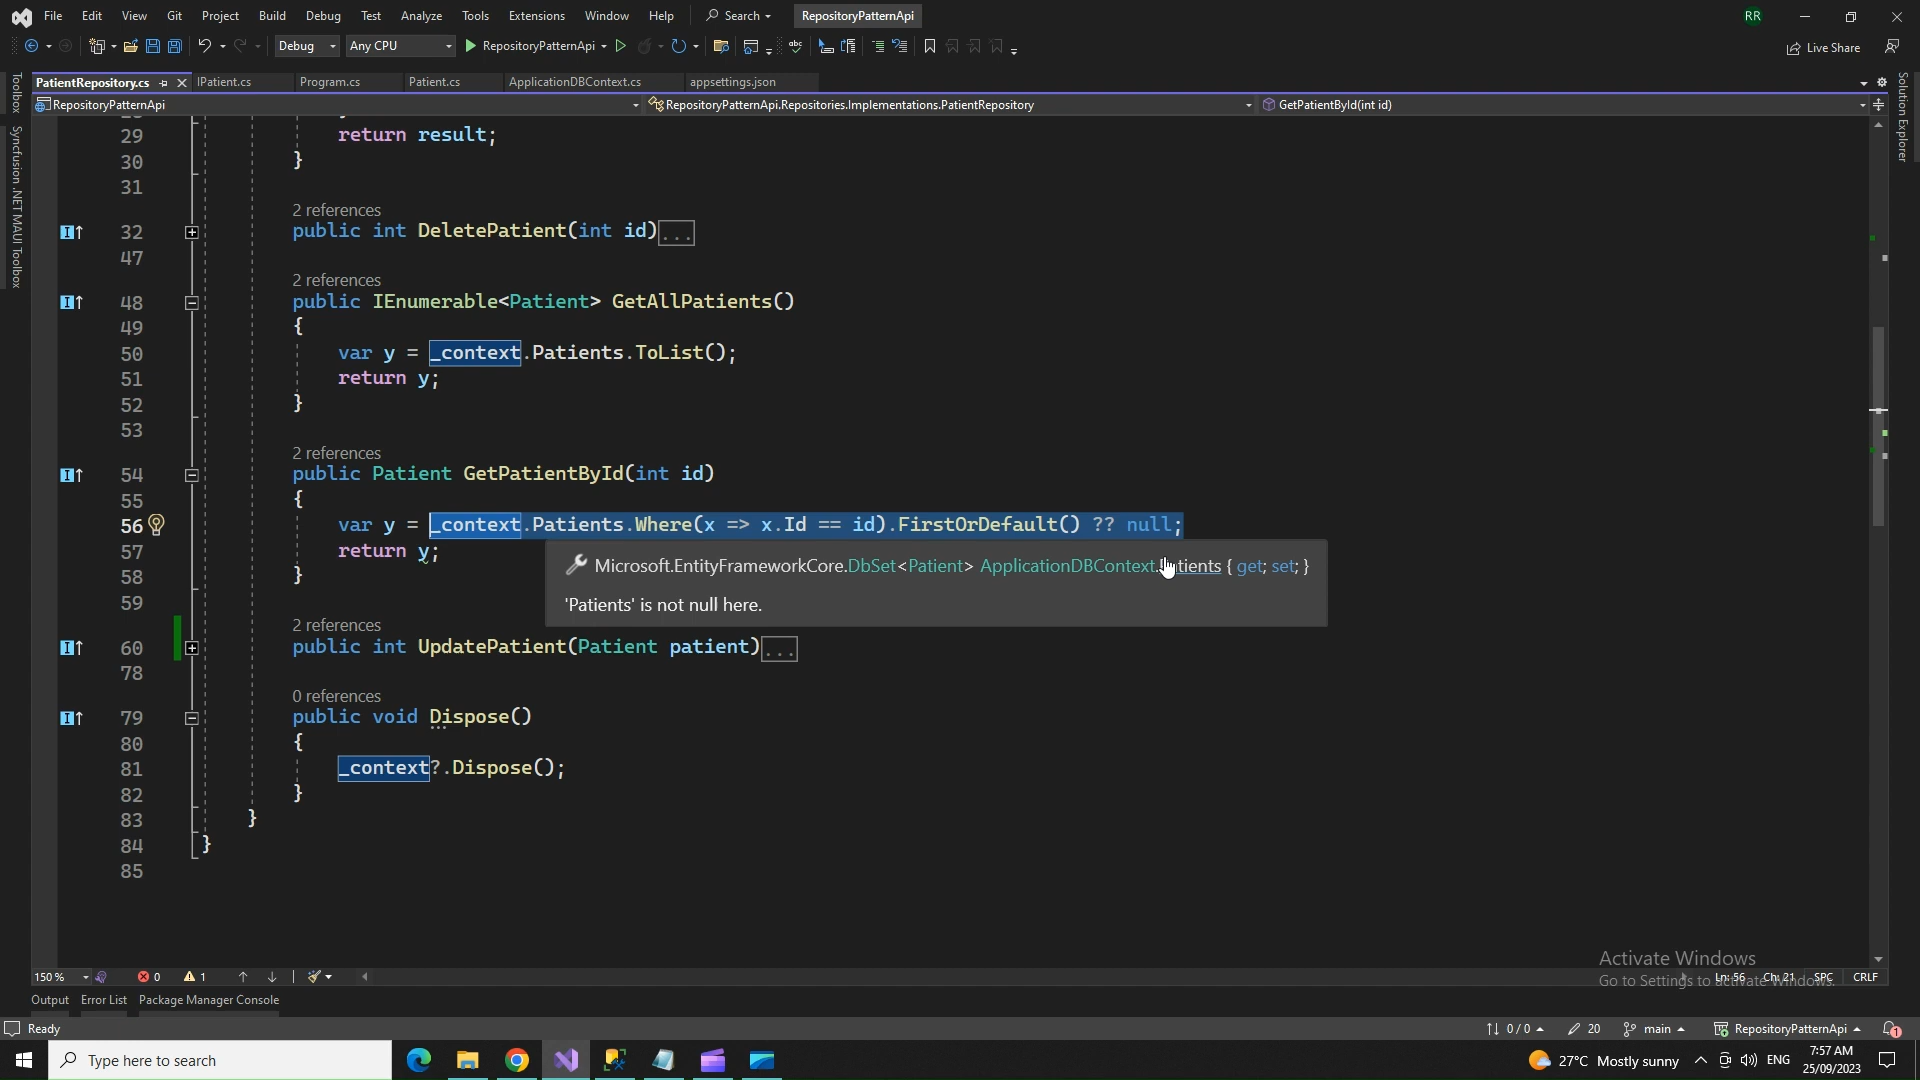 File Edit View Git Project Build Debug Test Analyze Tools Extensions Window Help Search RepositoryPatternApi RR
Debug Any CPU RepositoryPatternApi Live Share
PatientRepository.cs IPatient.cs Program.cs Patient.cs ApplicationDBContext.cs appsettings.json
RepositoryPatternApi RepositoryPatternApi.Repositories.Implementations.PatientRepository GetPatientById(int id)
Toolbox
Syncfusion .NET MAUI Toolbox
Solution Explorer
29 return result;
30 }
31
2 references
32 public int DeletePatient(int id)...
47
2 references
48 public IEnumerable<Patient> GetAllPatients()
49 {
50 var y = _context.Patients.ToList();
51 return y;
52 }
53
2 references
54 public Patient GetPatientById(int id)
55 {
56 var y = _context.Patients.Where(x => x.Id == id).FirstOrDefault() ?? null;
57 return y;
Microsoft.EntityFrameworkCore.DbSet<Patient> ApplicationDBContext.Patients { get; set; }
58 }
59
'Patients' is not null here.
2 references
60 public int UpdatePatient(Patient patient)...
78
0 references
79 public void Dispose()
80 {
81 _context?.Dispose();
82 }
83 }
84 }
85
Activate Windows
Go to Settings to activate Windows.
150 % 0 1 Ln: 56 Ch: 21 SPC CRLF
Output Error List Package Manager Console
Ready 0 / 0 20 main RepositoryPatternApi 1
Type here to search 27°C Mostly sunny ENG 7:57 AM
25/09/2023